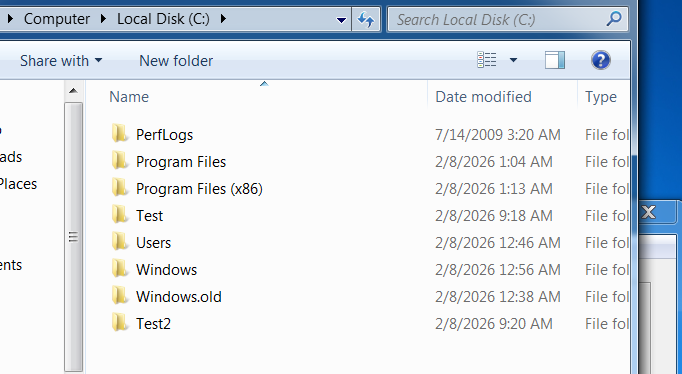 Computer Local Disk (C:) Search Local Disk (C:)
Share with New folder
Name Date modified Type
PerfLogs 7/14/2009 3:20 AM File fol
ads Program Files 2/8/2026 1:04 AM File fol
Places Program Files (x86) 2/8/2026 1:13 AM File fol
Test 2/8/2026 9:18 AM File fol
Users 2/8/2026 12:46 AM File fol
ents Windows 2/8/2026 12:56 AM File fol
Windows.old 2/8/2026 12:38 AM File fol
Test2 2/8/2026 9:20 AM File fol